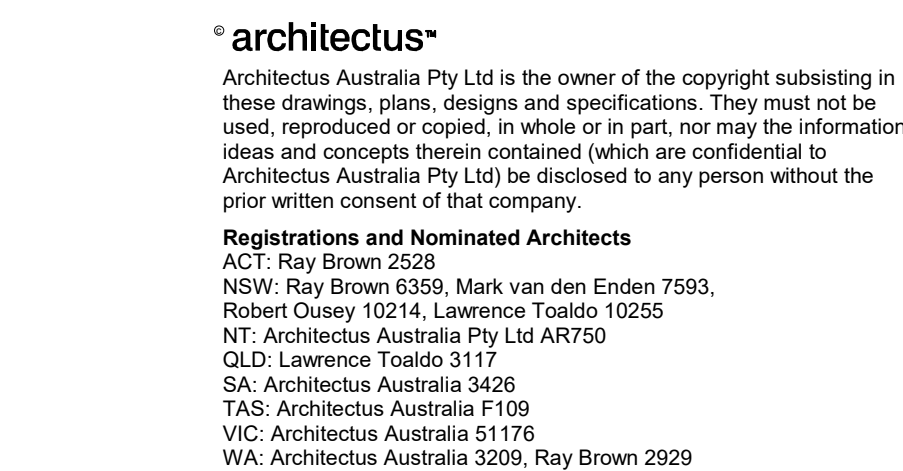 © architectus™
Architectus Australia Pty Ltd is the owner of the copyright subsisting in
these drawings, plans, designs and specifications. They must not be
used, reproduced or copied, in whole or in part, nor may the information
ideas and concepts therein contained (which are confidential to
Architectus Australia Pty Ltd) be disclosed to any person without the
prior written consent of that company.
Registrations and Nominated Architects
ACT: Ray Brown 2528
NSW: Ray Brown 6359, Mark van den Enden 7593,
Robert Ousey 10214, Lawrence Toaldo 10255
NT: Architectus Australia Pty Ltd AR750
QLD: Lawrence Toaldo 3117
SA: Architectus Australia 3426
TAS: Architectus Australia F109
VIC: Architectus Australia 51176
WA: Architectus Australia 3209, Ray Brown 2929